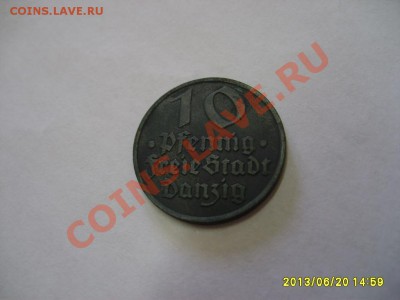 COINS.LAVE.RU
COINS.LAVE.RU
10
· Pfennig ·
Freie Stadt
Danzig
2013/06/20 14:59